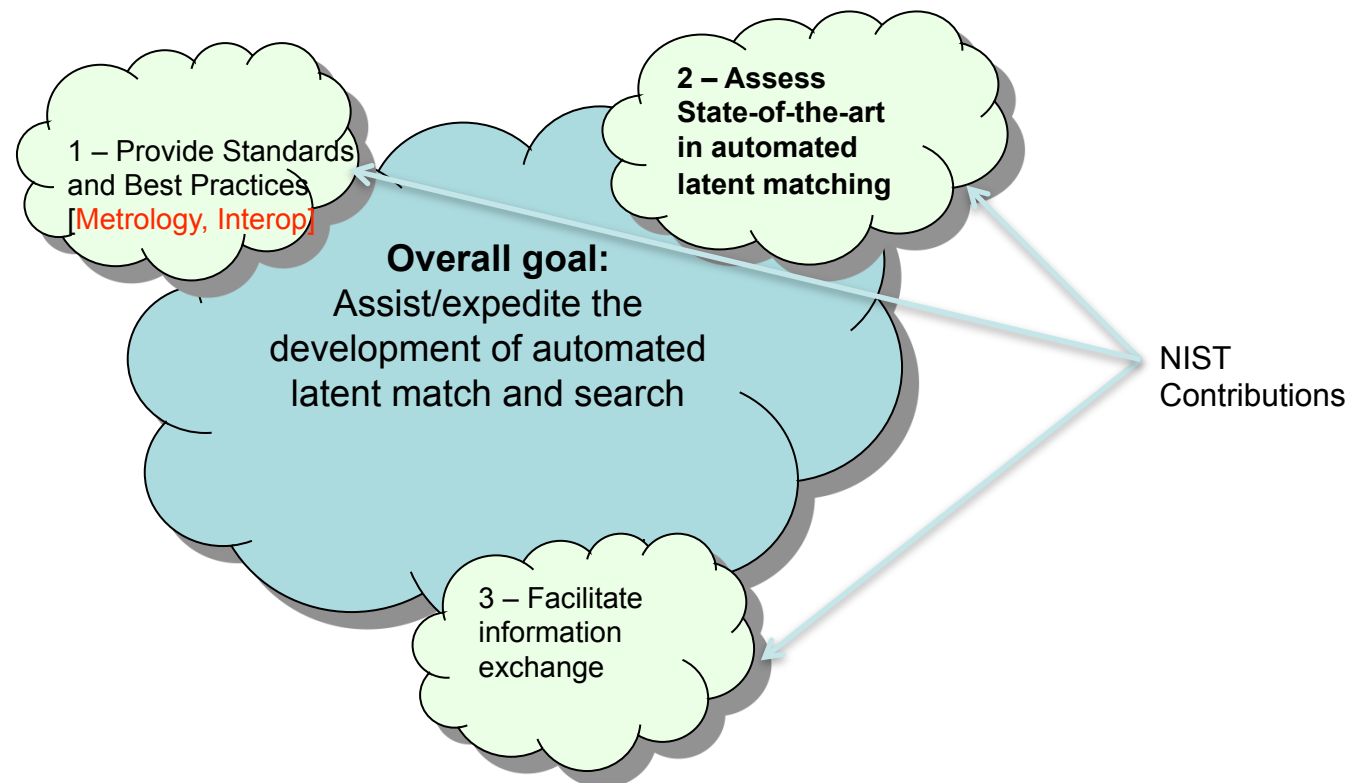 1 – Provide Standards
and Best Practices
[Metrology, Interop]
2 – Assess
State-of-the-art
in automated
latent matching
Overall goal:
Assist/expedite the
development of automated
latent match and search
NIST
Contributions
3 – Facilitate
information
exchange